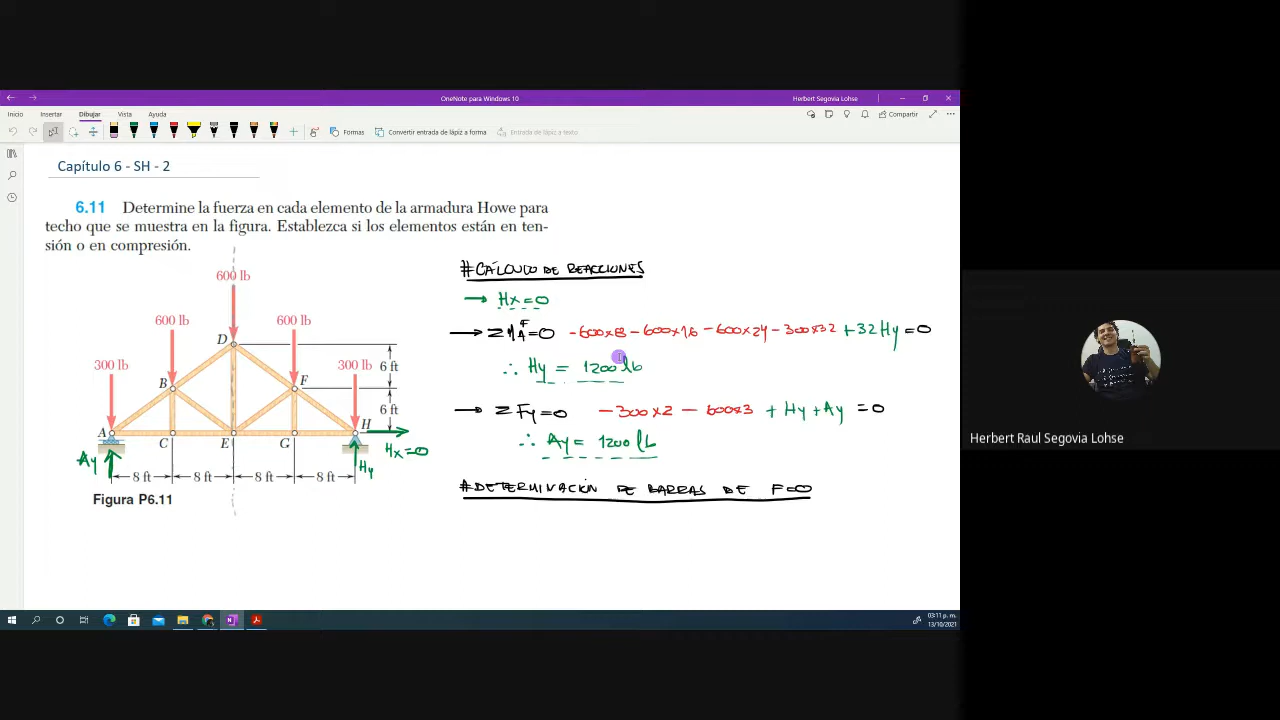 OneNote para Windows 10
Herbert Segovia Lohse
Inicio Insertar Dibujar Vista Ayuda
Compartir
Formas Convertir entrada de lápiz a forma Entrada de lápiz a texto
Capítulo 6 - SH - 2
6.11 Determine la fuerza en cada elemento de la armadura Howe para
techo que se muestra en la figura. Establezca si los elementos están en ten-
sión o en compresión.
600 lb
600 lb 600 lb
300 lb 300 lb
D
B F
A C E G H
6 ft
6 ft
Ay Hy Hx=0
8 ft 8 ft 8 ft 8 ft
Figura P6.11
#CÁLCULO DE REACCIONES
→ Hx=0
→ ΣM_A^F=0 -600x8 -600x16 -600x24 -300x32 +32Hy=0
∴ Hy = 1200 lb
→ ΣFy=0 -300x2 -600x3 +Hy+Ay =0
∴ Ay= 1200 lb
#DETERMINACIÓN DE BARRAS DE F=0
Herbert Raul Segovia Lohse
03:11 p. m.
13/10/2021